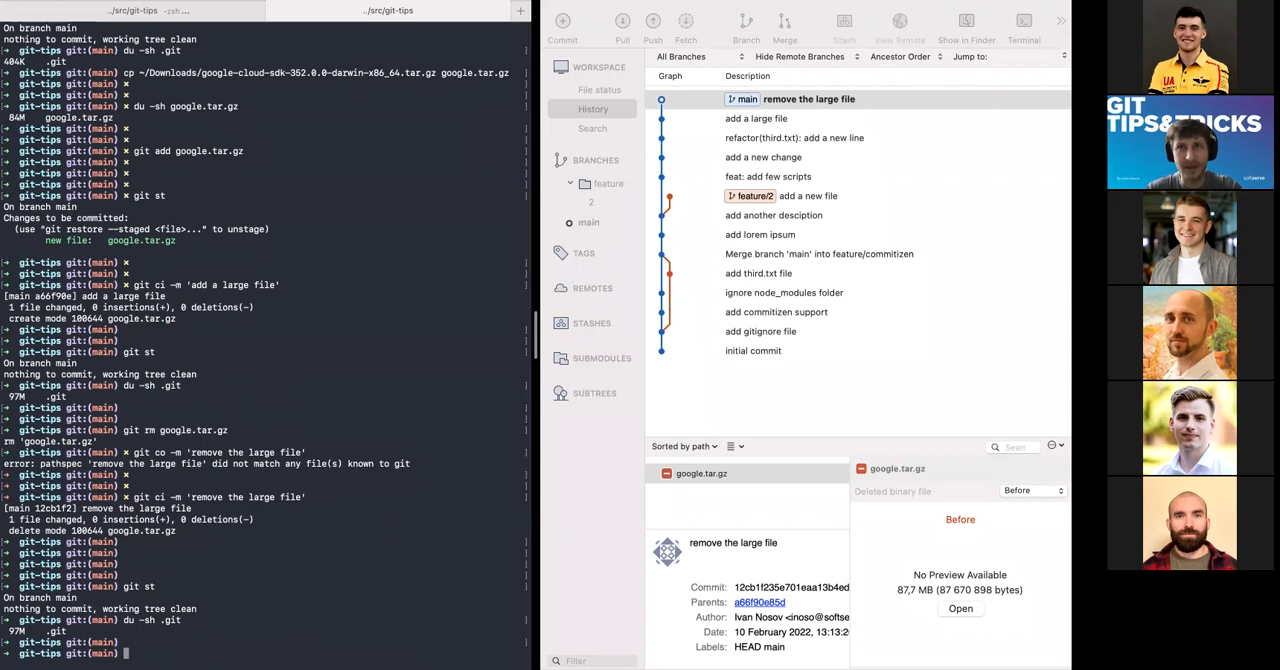 ../src/git-tips -zsh...
../src/git-tips
+
On branch main
nothing to commit, working tree clean
[➜ git-tips git:(main) du -sh .git ]
404K .git
[➜ git-tips git:(main) cp ~/Downloads/google-cloud-sdk-352.0.0-darwin-x86_64.tar.gz google.tar.gz ]
[➜ git-tips git:(main) × ]
[➜ git-tips git:(main) × ]
[➜ git-tips git:(main) × du -sh google.tar.gz ]
84M google.tar.gz
[➜ git-tips git:(main) × ]
[➜ git-tips git:(main) × ]
[➜ git-tips git:(main) × git add google.tar.gz ]
[➜ git-tips git:(main) × ]
[➜ git-tips git:(main) × ]
[➜ git-tips git:(main) × ]
[➜ git-tips git:(main) × git st ]
On branch main
Changes to be committed:
(use "git restore --staged <file>..." to unstage)
new file: google.tar.gz
[➜ git-tips git:(main) × ]
[➜ git-tips git:(main) × ]
[➜ git-tips git:(main) × git ci -m 'add a large file' ]
[main a66f90e] add a large file
1 file changed, 0 insertions(+), 0 deletions(-)
create mode 100644 google.tar.gz
[➜ git-tips git:(main) ]
[➜ git-tips git:(main) ]
[➜ git-tips git:(main) git st ]
On branch main
nothing to commit, working tree clean
[➜ git-tips git:(main) du -sh .git ]
97M .git
[➜ git-tips git:(main) ]
[➜ git-tips git:(main) ]
[➜ git-tips git:(main) git rm google.tar.gz ]
rm 'google.tar.gz'
[➜ git-tips git:(main) × git co -m 'remove the large file' ]
error: pathspec 'remove the large file' did not match any file(s) known to git
[➜ git-tips git:(main) × ]
[➜ git-tips git:(main) × ]
[➜ git-tips git:(main) × git ci -m 'remove the large file' ]
[main 12cb1f2] remove the large file
1 file changed, 0 insertions(+), 0 deletions(-)
delete mode 100644 google.tar.gz
[➜ git-tips git:(main) ]
[➜ git-tips git:(main) ]
[➜ git-tips git:(main) ]
[➜ git-tips git:(main) git st ]
On branch main
nothing to commit, working tree clean
[➜ git-tips git:(main) du -sh .git ]
97M .git
[➜ git-tips git:(main) ]
[➜ git-tips git:(main)
Commit Pull Push Fetch Branch Merge Stash View Remote Show in Finder Terminal
All Branches Hide Remote Branches Ancestor Order Jump to:
Graph Description
WORKSPACE
File status
History
Search
BRANCHES
feature
2
main
TAGS
REMOTES
STASHES
SUBMODULES
SUBTREES
Filter
main remove the large file
add a large file
refactor(third.txt): add a new line
add a new change
feat: add few scripts
feature/2 add a new file
add another desciption
add lorem ipsum
Merge branch 'main' into feature/commitizen
add third.txt file
ignore node_modules folder
add commitizen support
add gitignore file
initial commit
Sorted by path
Searc
google.tar.gz
remove the large file
Commit: 12cb1f235e701eaa13b4ed
Parents: a66f90e85d
Author: Ivan Nosov <inoso@softse
Date: 10 February 2022, 13:13:2
Labels: HEAD main
google.tar.gz
Deleted binary file Before
Before
No Preview Available
87,7 MB (87 670 898 bytes)
Open
UA
GIT
TIPS&TRICKS
softserve